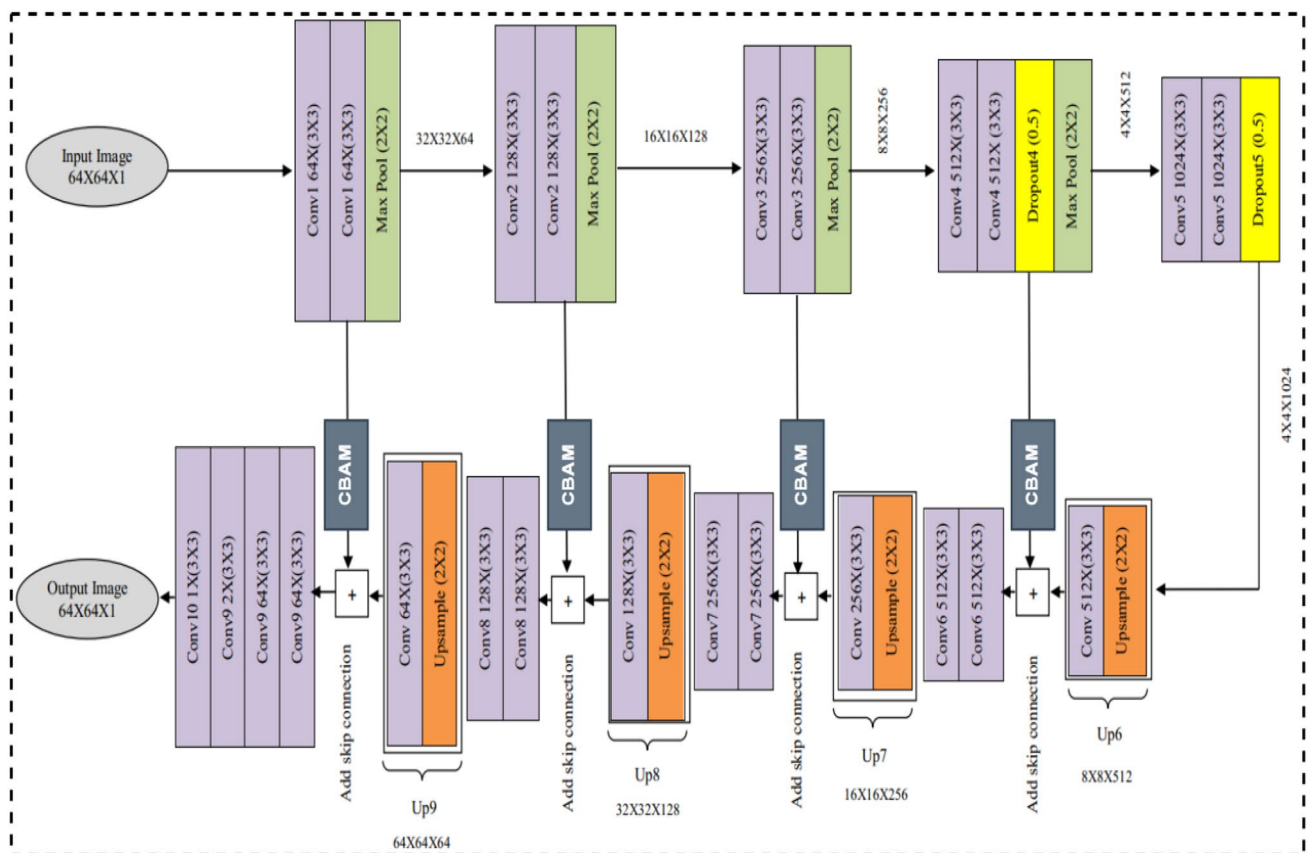 Input Image
64X64X1
Conv1 64X(3X3)
Conv1 64X(3X3)
Max Pool (2X2)
32X32X64
Conv2 128X(3X3)
Conv2 128X(3X3)
Max Pool (2X2)
16X16X128
Conv3 256X(3X3)
Conv3 256X(3X3)
Max Pool (2X2)
8X8X256
Conv4 512X(3X3)
Conv4 512X (3X3)
Dropout4 (0.5)
Max Pool (2X2)
4X4X512
Conv5 1024X(3X3)
Conv5 1024X(3X3)
Dropout5 (0.5)
4X4X1024
CBAM
CBAM
CBAM
CBAM
Output Image
64X64X1
Conv10 1X(3X3)
Conv9 2X(3X3)
Conv9 64X(3X3)
Conv9 64X(3X3)
+
Add skip connection
Conv 64X(3X3)
Upsample (2X2)
Up9
64X64X64
Conv8 128X(3X3)
Conv8 128X(3X3)
+
Add skip connection
Conv 128X(3X3)
Upsample (2X2)
Up8
32X32X128
Conv7 256X(3X3)
Conv7 256X(3X3)
+
Add skip connection
Conv 256X(3X3)
Upsample (2X2)
Up7
16X16X256
Conv6 512X(3X3)
Conv6 512X(3X3)
+
Add skip connection
Conv 512X(3X3)
Upsample (2X2)
Up6
8X8X512